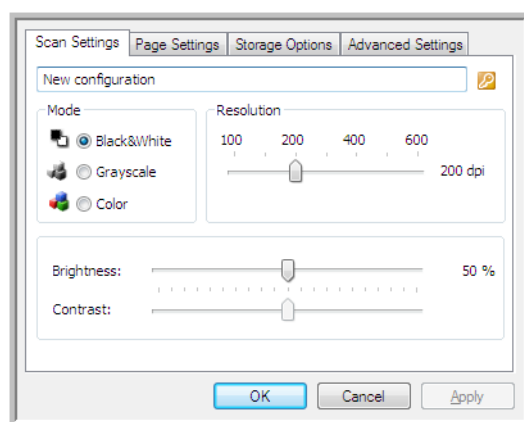 Scan Settings Page Settings Storage Options Advanced Settings
New configuration
Mode
Black&White
Grayscale
Color
Resolution
100 200 400 600
200 dpi
Brightness: 50 %
Contrast:
OK Cancel Apply